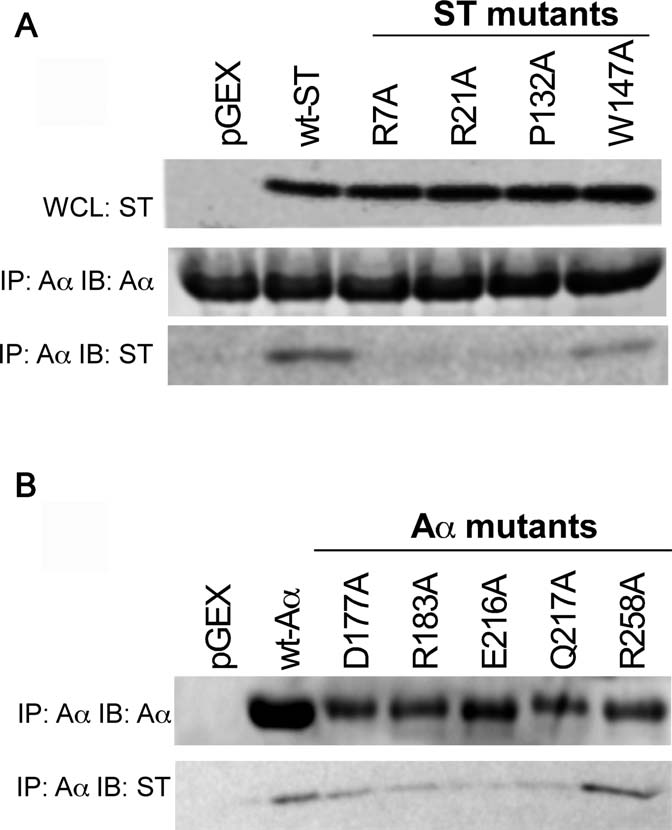 A
ST mutants
pGEX
wt-ST
R7A
R21A
P132A
W147A
WCL: ST
IP: Aα IB: Aα
IP: Aα IB: ST
B
Aα mutants
pGEX
wt-Aα
D177A
R183A
E216A
Q217A
R258A
IP: Aα IB: Aα
IP: Aα IB: ST